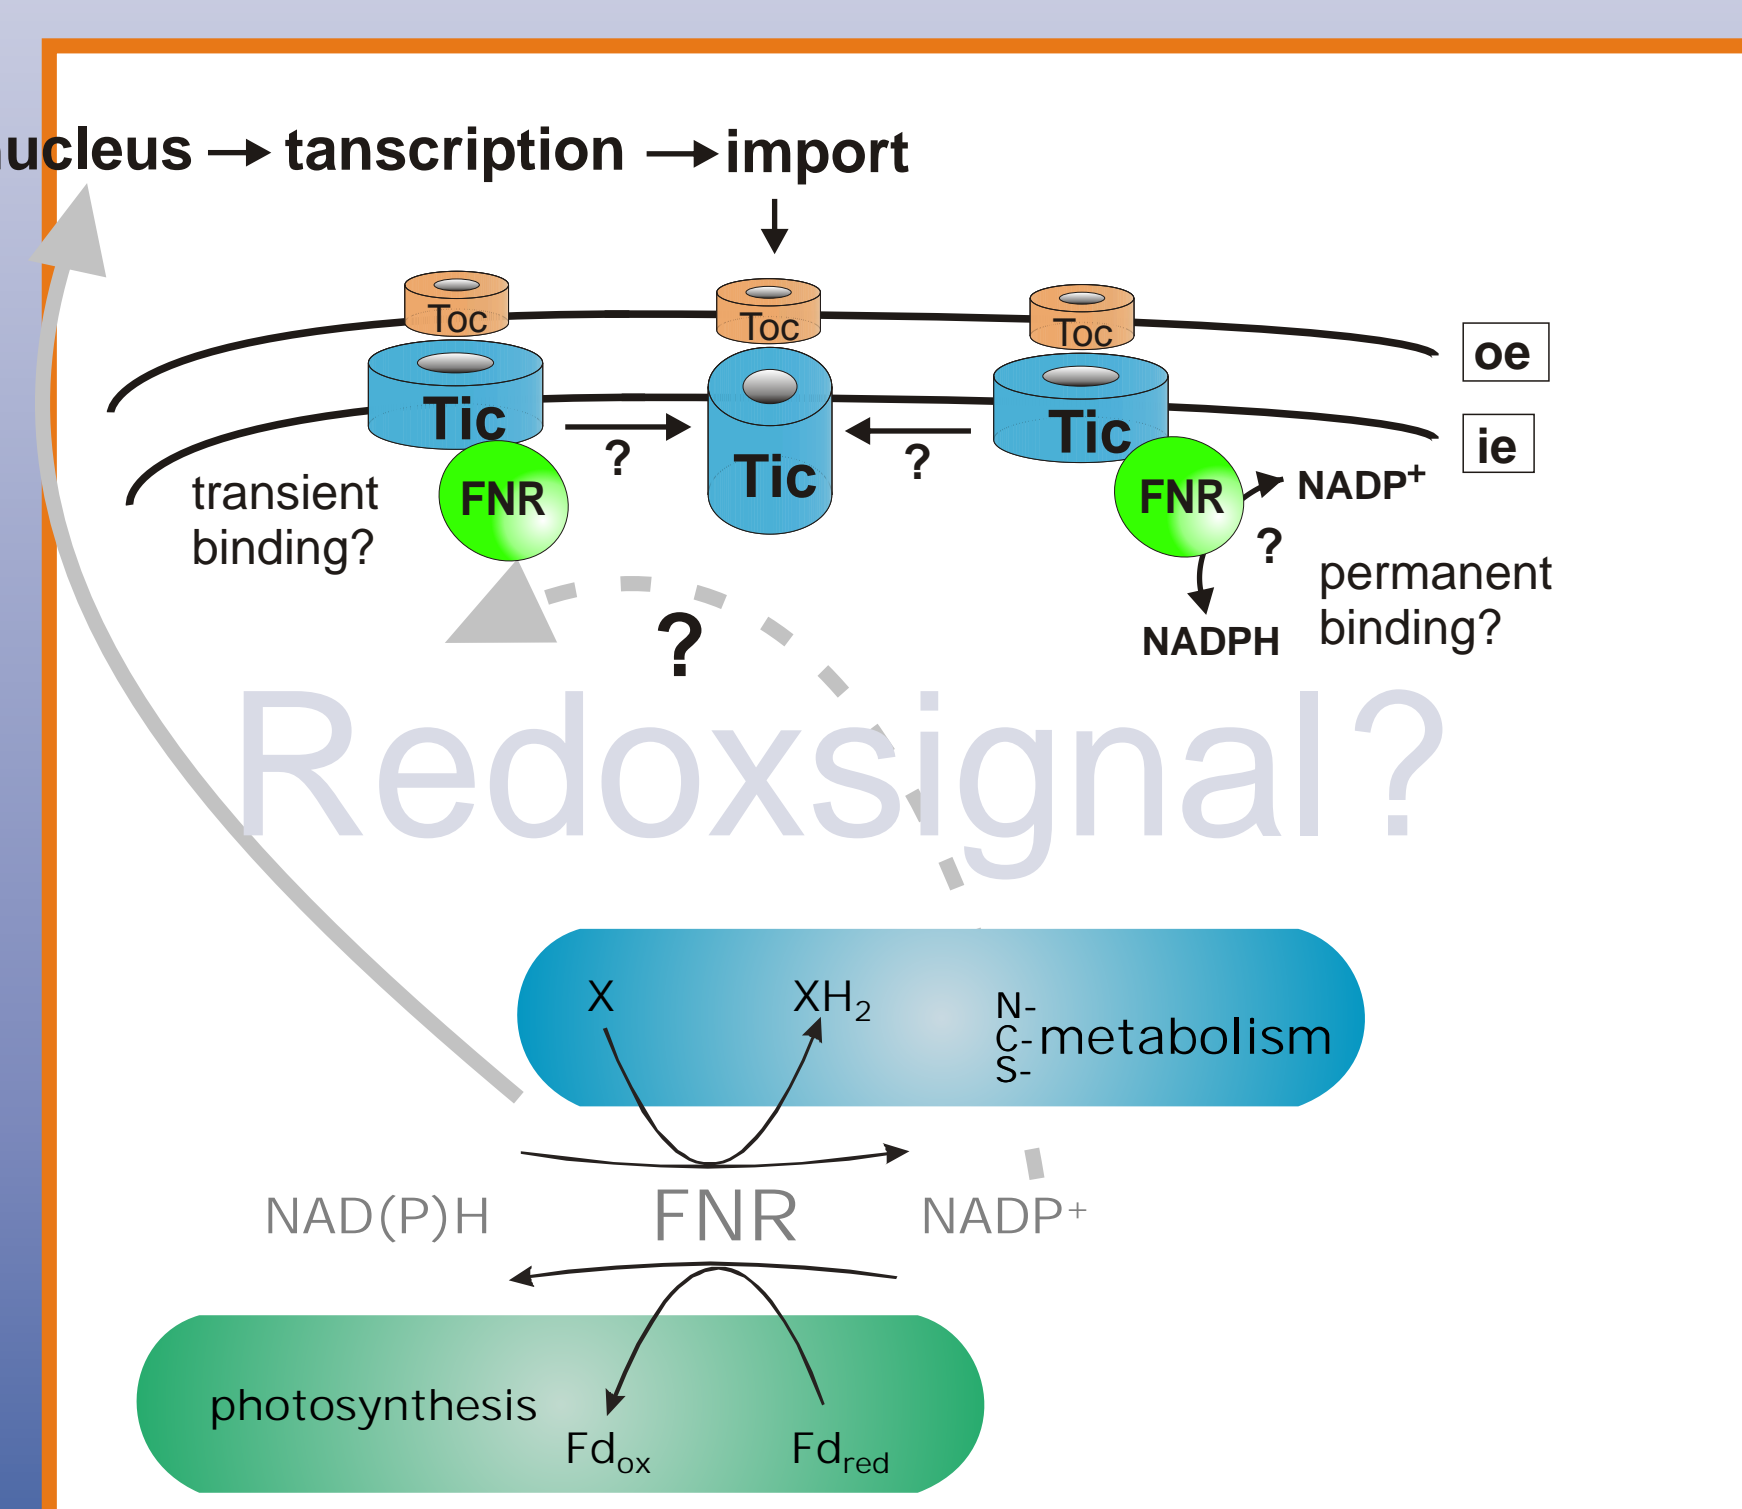 ucleus → tanscription → import
Toc Toc Toc
oe
Tic Tic Tic
ie
? ?
transient
binding?
FNR FNR
NADP⁺
?
permanent
binding?
NADPH
?
Redoxsignal?
X XH₂
N-
C-
S-
metabolism
NAD(P)H FNR NADP⁺
photosynthesis
Fdₒₓ Fd_red